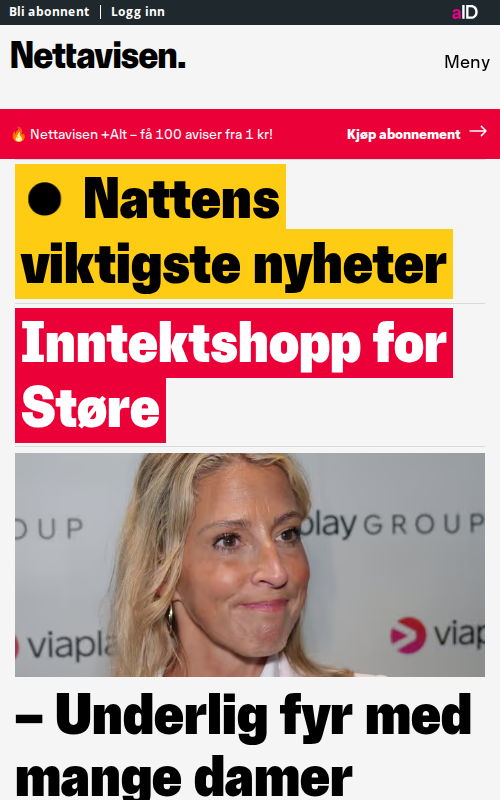 Bli abonnent | Logg inn
aID
Nettavisen.
Meny
🔥 Nettavisen +Alt – få 100 aviser fra 1 kr!
Kjøp abonnement →
● Nattens
viktigste nyheter
Inntektshopp for
Støre
OUP
play GROUP
viapla
viap
– Underlig fyr med
mange damer